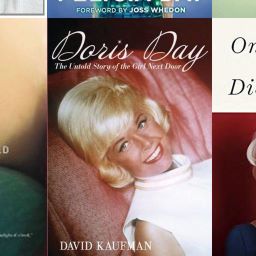 FOREWORD BY JOSS WHEDON
Doris Day
The Untold Story of the Girl Next Door
DAVID KAUFMAN
On
Di